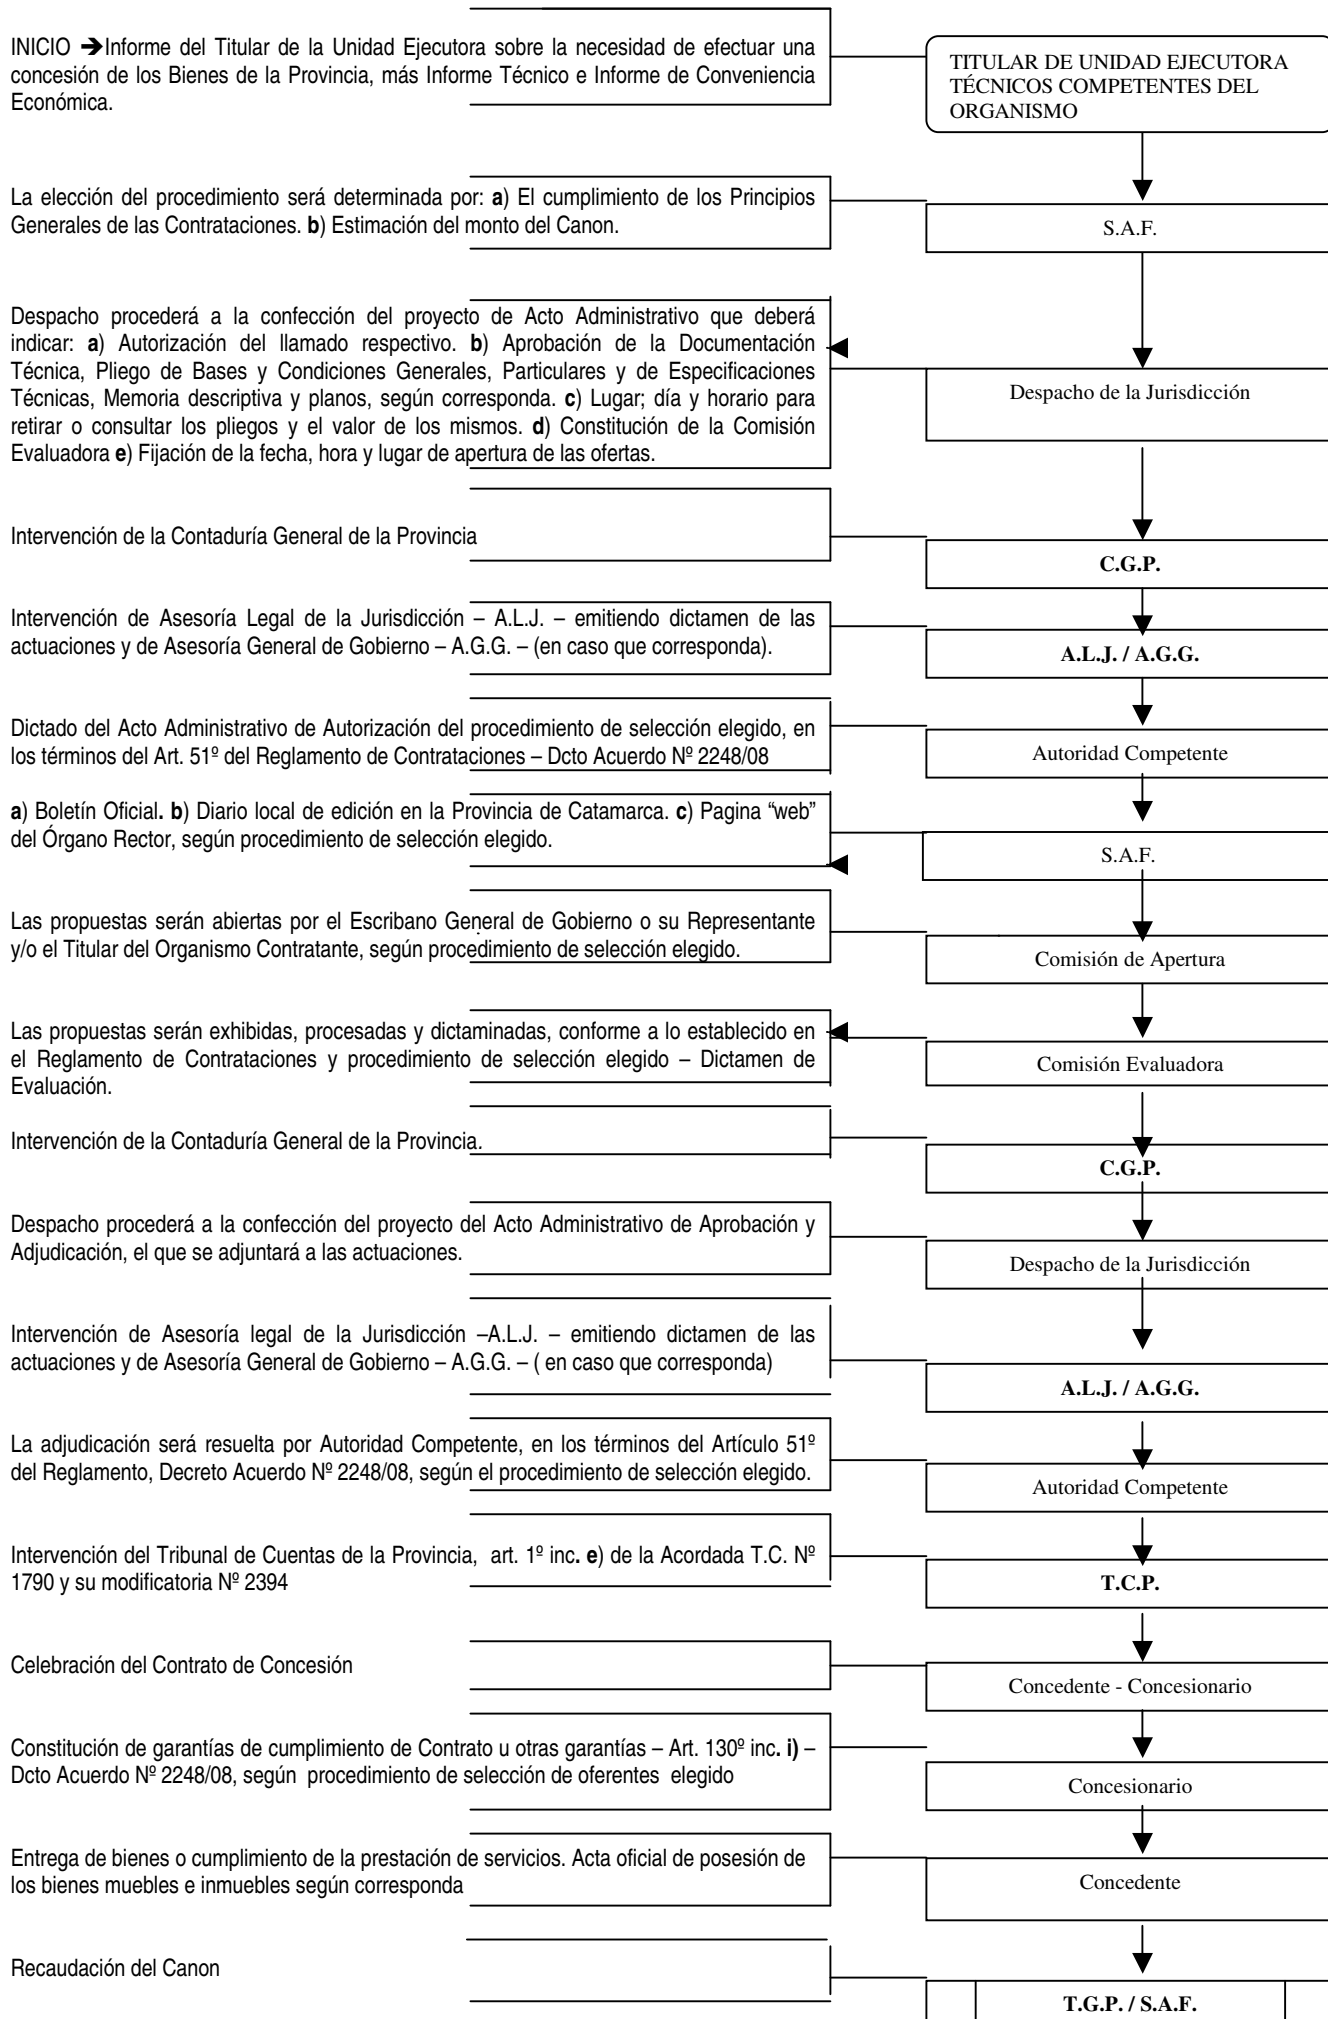 INICIO ➔Informe del Titular de la Unidad Ejecutora sobre la necesidad de efectuar una
concesión de los Bienes de la Provincia, más Informe Técnico e Informe de Conveniencia
Económica.
TITULAR DE UNIDAD EJECUTORA
TÉCNICOS COMPETENTES DEL
ORGANISMO
La elección del procedimiento será determinada por: a) El cumplimiento de los Principios
Generales de las Contrataciones. b) Estimación del monto del Canon.
S.A.F.
Despacho procederá a la confección del proyecto de Acto Administrativo que deberá
indicar: a) Autorización del llamado respectivo. b) Aprobación de la Documentación
Técnica, Pliego de Bases y Condiciones Generales, Particulares y de Especificaciones
Técnicas, Memoria descriptiva y planos, según corresponda. c) Lugar; día y horario para
retirar o consultar los pliegos y el valor de los mismos. d) Constitución de la Comisión
Evaluadora e) Fijación de la fecha, hora y lugar de apertura de las ofertas.
Despacho de la Jurisdicción
Intervención de la Contaduría General de la Provincia
C.G.P.
Intervención de Asesoría Legal de la Jurisdicción – A.L.J. – emitiendo dictamen de las
actuaciones y de Asesoría General de Gobierno – A.G.G. – (en caso que corresponda).
A.L.J. / A.G.G.
Dictado del Acto Administrativo de Autorización del procedimiento de selección elegido, en
los términos del Art. 51º del Reglamento de Contrataciones – Dcto Acuerdo Nº 2248/08
Autoridad Competente
a) Boletín Oficial. b) Diario local de edición en la Provincia de Catamarca. c) Pagina “web”
del Órgano Rector, según procedimiento de selección elegido.
S.A.F.
Las propuestas serán abiertas por el Escribano General de Gobierno o su Representante
y/o el Titular del Organismo Contratante, según procedimiento de selección elegido.
Comisión de Apertura
Las propuestas serán exhibidas, procesadas y dictaminadas, conforme a lo establecido en
el Reglamento de Contrataciones y procedimiento de selección elegido – Dictamen de
Evaluación.
Comisión Evaluadora
Intervención de la Contaduría General de la Provincia.
C.G.P.
Despacho procederá a la confección del proyecto del Acto Administrativo de Aprobación y
Adjudicación, el que se adjuntará a las actuaciones.
Despacho de la Jurisdicción
Intervención de Asesoría legal de la Jurisdicción –A.L.J. – emitiendo dictamen de las
actuaciones y de Asesoría General de Gobierno – A.G.G. – ( en caso que corresponda)
A.L.J. / A.G.G.
La adjudicación será resuelta por Autoridad Competente, en los términos del Artículo 51º
del Reglamento, Decreto Acuerdo Nº 2248/08, según el procedimiento de selección elegido.
Autoridad Competente
Intervención del Tribunal de Cuentas de la Provincia, art. 1º inc. e) de la Acordada T.C. Nº
1790 y su modificatoria Nº 2394
T.C.P.
Celebración del Contrato de Concesión
Concedente - Concesionario
Constitución de garantías de cumplimiento de Contrato u otras garantías – Art. 130º inc. i) –
Dcto Acuerdo Nº 2248/08, según procedimiento de selección de oferentes elegido
Concesionario
Entrega de bienes o cumplimiento de la prestación de servicios. Acta oficial de posesión de
los bienes muebles e inmuebles según corresponda
Concedente
Recaudación del Canon
T.G.P. / S.A.F.